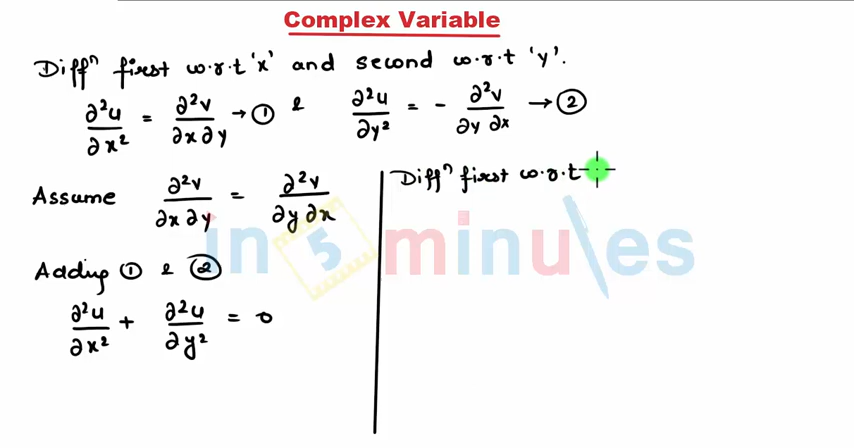 Complex Variable
Diffⁿ first w.r.t 'x' and second w.r.t 'y'.
∂²u/∂x² = ∂²v/∂x ∂y → ① & ∂²u/∂y² = - ∂²v/∂y ∂x → ②
Assume ∂²v/∂x ∂y = ∂²v/∂y ∂x
Adding ① & ②
∂²u/∂x² + ∂²u/∂y² = 0
Diffⁿ first w.r.t
in 5 minutes